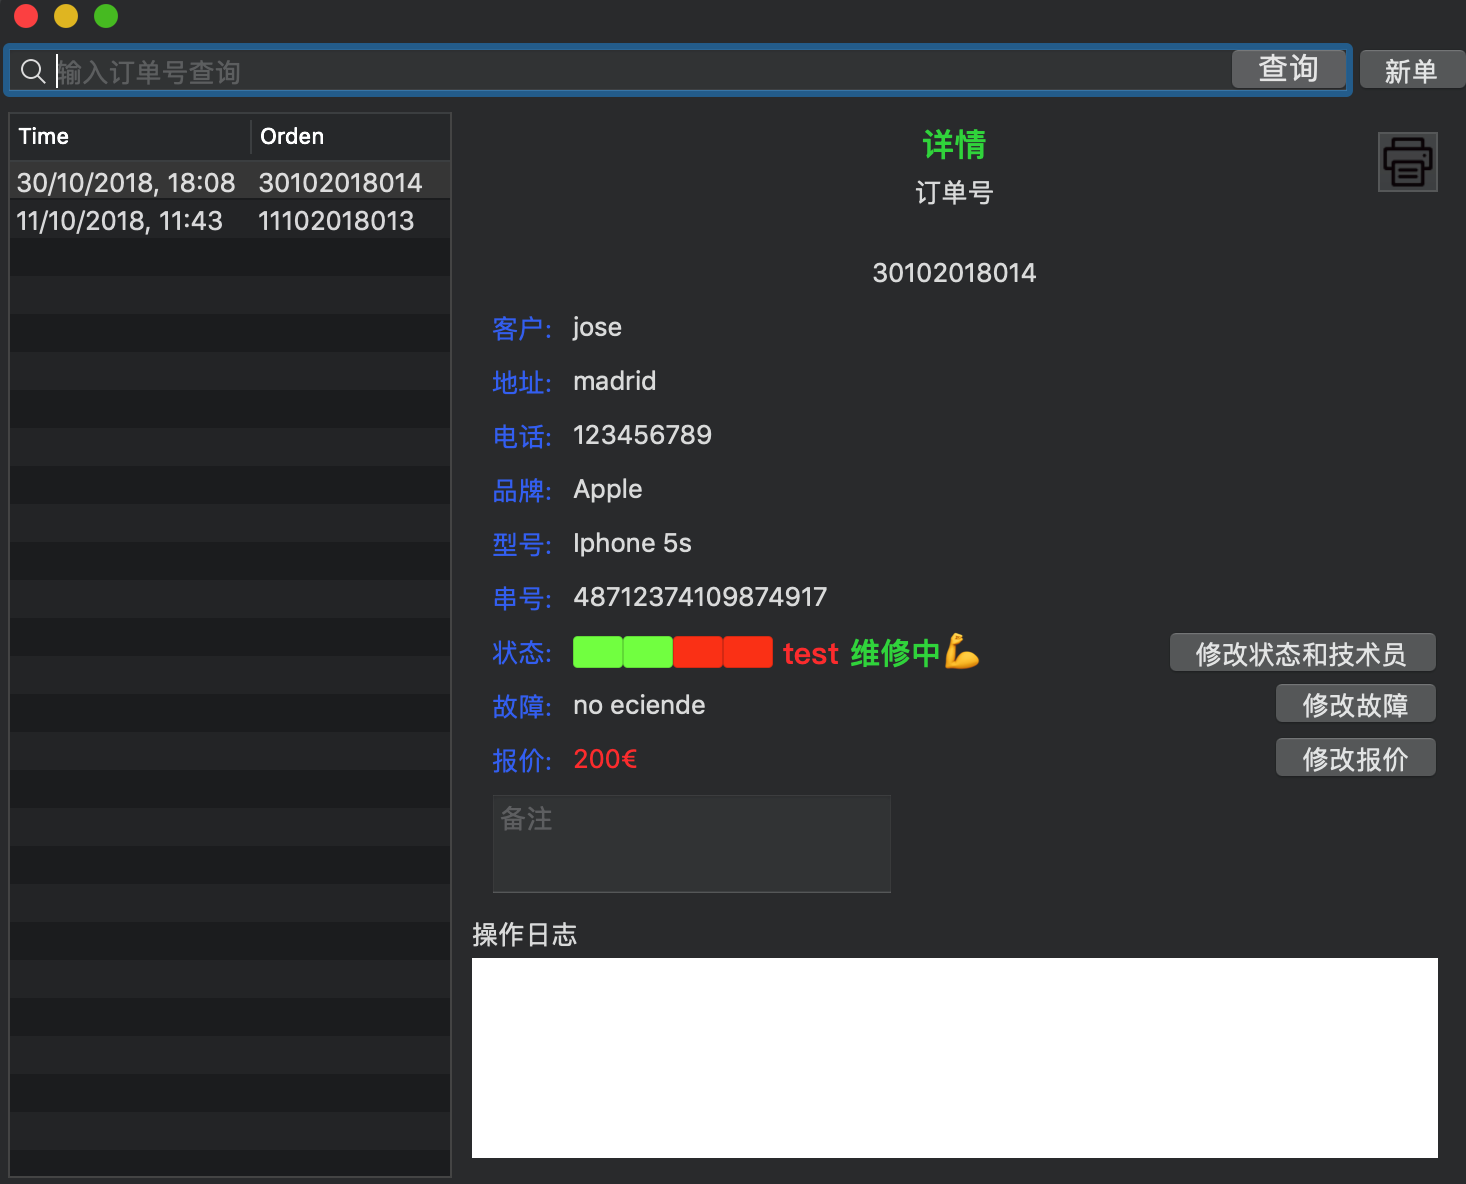 输入订单号查询 查询 新单
Time Orden
30/10/2018, 18:08 30102018014
11/10/2018, 11:43 11102018013
详情
订单号
30102018014
客户: jose
地址: madrid
电话: 123456789
品牌: Apple
型号: Iphone 5s
串号: 48712374109874917
状态: test 维修中💪 修改状态和技术员
故障: no eciende 修改故障
报价: 200€ 修改报价
备注
操作日志